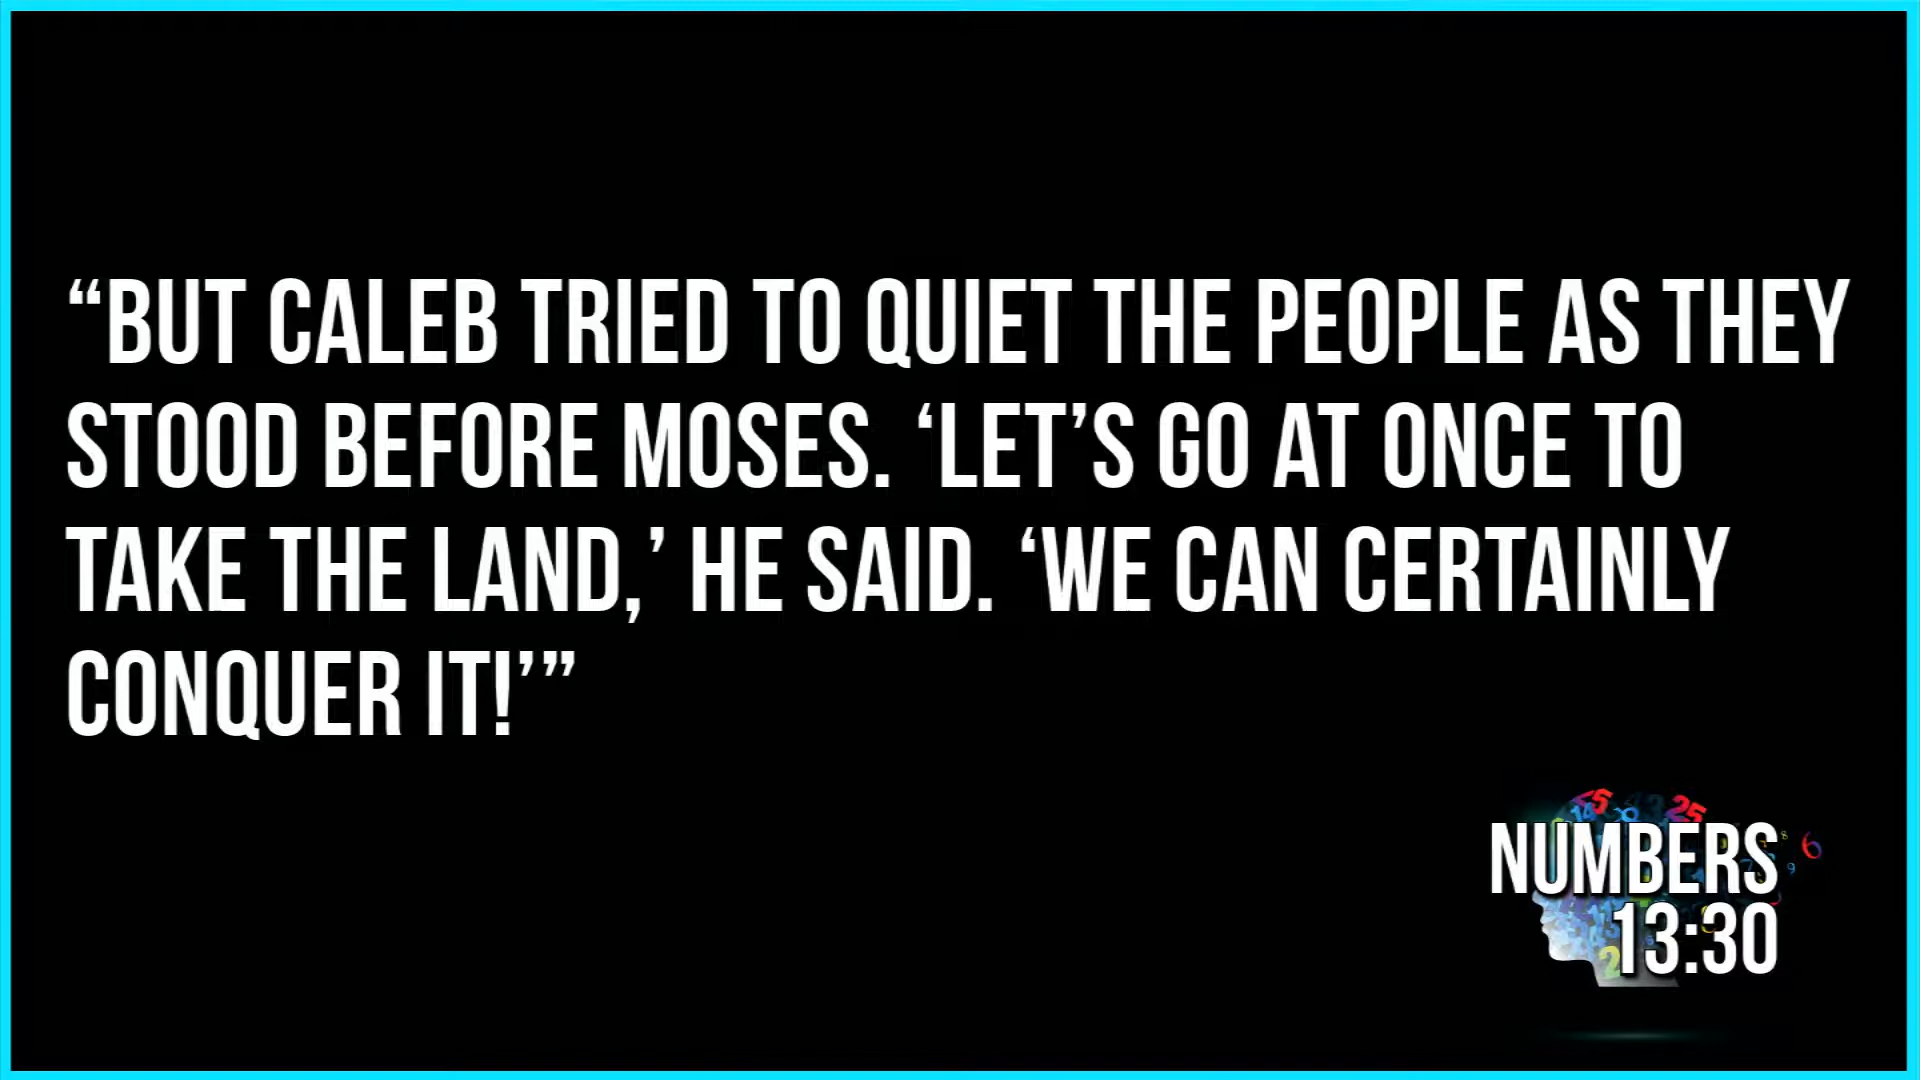 “BUT CALEB TRIED TO QUIET THE PEOPLE AS THEY
STOOD BEFORE MOSES. ‘LET’S GO AT ONCE TO
TAKE THE LAND,’ HE SAID. ‘WE CAN CERTAINLY
CONQUER IT!’”
NUMBERS
13:30